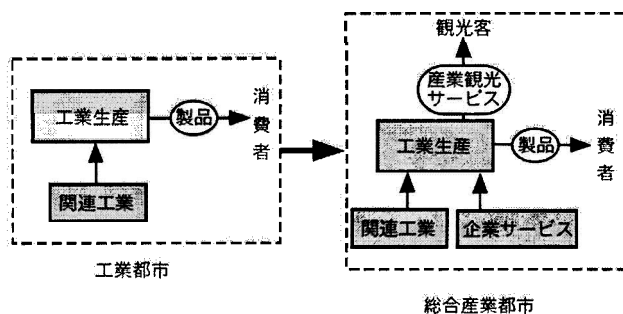 工業生産
製品
消費者
関連工業
工業都市
観光客
産業観光
サービス
工業生産
製品
消費者
関連工業
企業サービス
総合産業都市